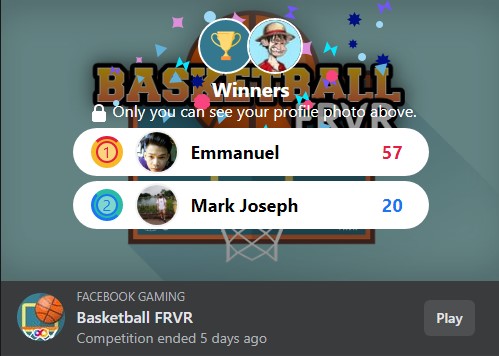 BASKETBALL
FRVR
Winners
Only you can see your profile photo above.
1 Emmanuel 57
2 Mark Joseph 20
FACEBOOK GAMING
Basketball FRVR
Competition ended 5 days ago
Play